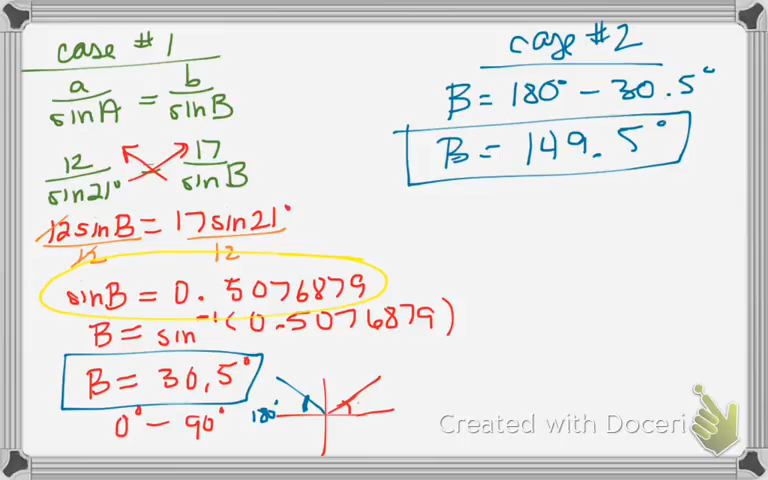 case #1
a/sinA = b/sinB
12/sin21° = 17/sinB
12sinB = 17sin21°
12 12
sinB = 0.5076879
B = sin⁻¹(0.5076879)
B = 30.5°
0° - 90°
180°
case #2
B = 180° - 30.5°
B = 149.5°
Created with Doceri